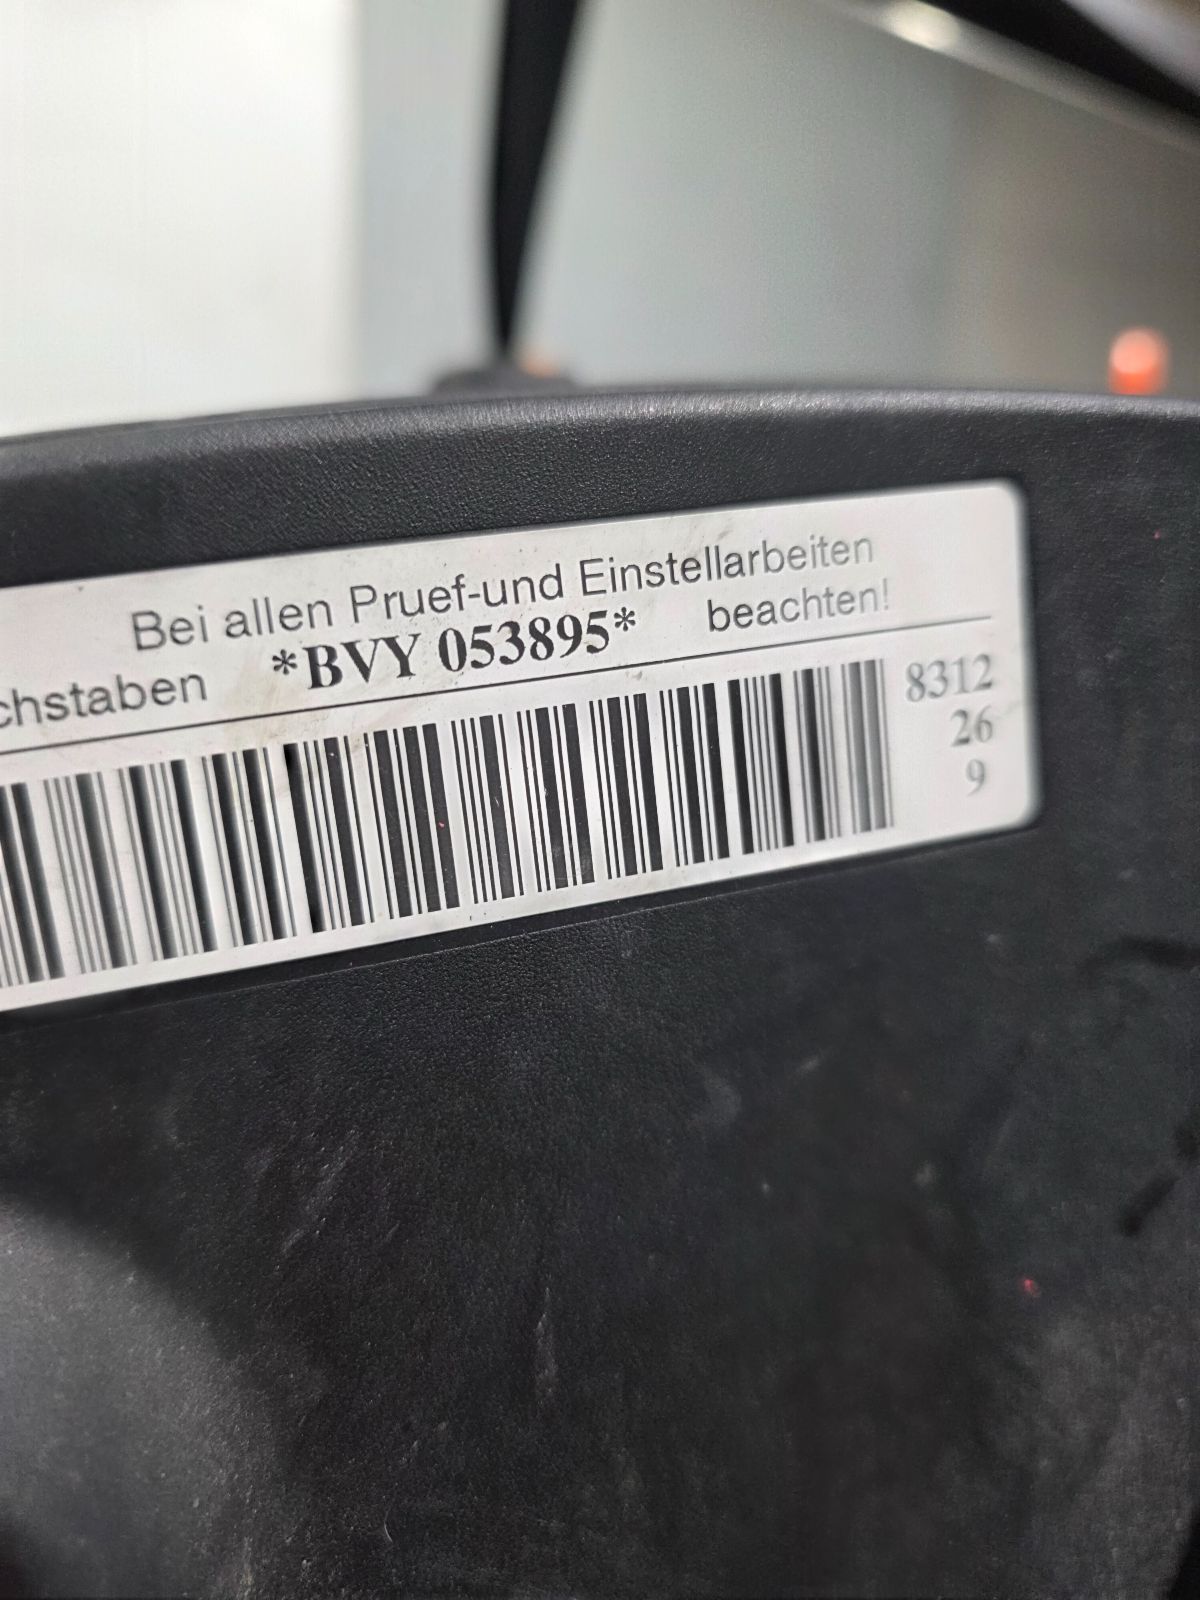 Bei allen Pruef-und Einstellarbeiten
chstaben *BVY 053895* beachten!
8312
26
9